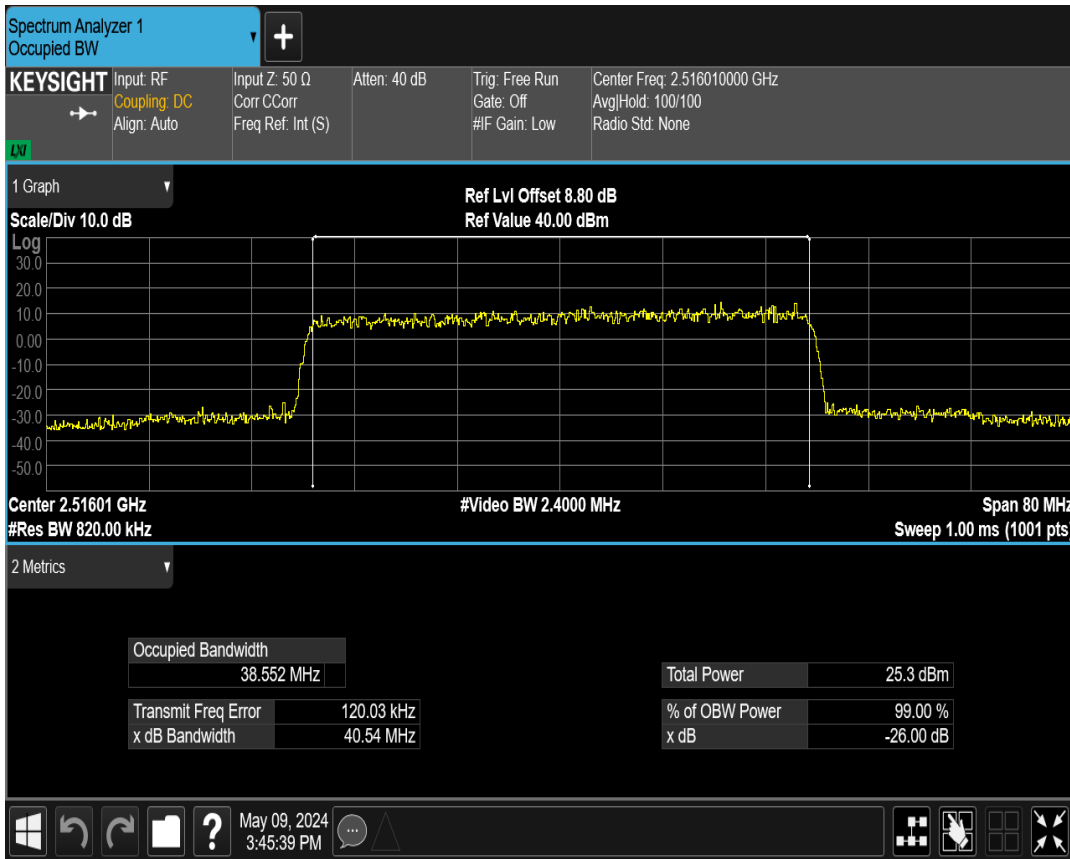 Spectrum Analyzer 1
Occupied BW
KEYSIGHT
LXI
Input: RF
Coupling: DC
Align: Auto
Input Z: 50 Ω
Corr CCorr
Freq Ref: Int (S)
Atten: 40 dB
Trig: Free Run
Gate: Off
#IF Gain: Low
Center Freq: 2.516010000 GHz
Avg|Hold: 100/100
Radio Std: None
1 Graph
Scale/Div 10.0 dB
Ref Lvl Offset 8.80 dB
Ref Value 40.00 dBm
Log
30.0
20.0
10.0
0.00
-10.0
-20.0
-30.0
-40.0
-50.0
Center 2.51601 GHz
#Res BW 820.00 kHz
#Video BW 2.4000 MHz
Span 80 MHz
Sweep 1.00 ms (1001 pts)
2 Metrics
Occupied Bandwidth
38.552 MHz
Transmit Freq Error 120.03 kHz
x dB Bandwidth 40.54 MHz
Total Power 25.3 dBm
% of OBW Power 99.00 %
x dB -26.00 dB
May 09, 2024
3:45:39 PM